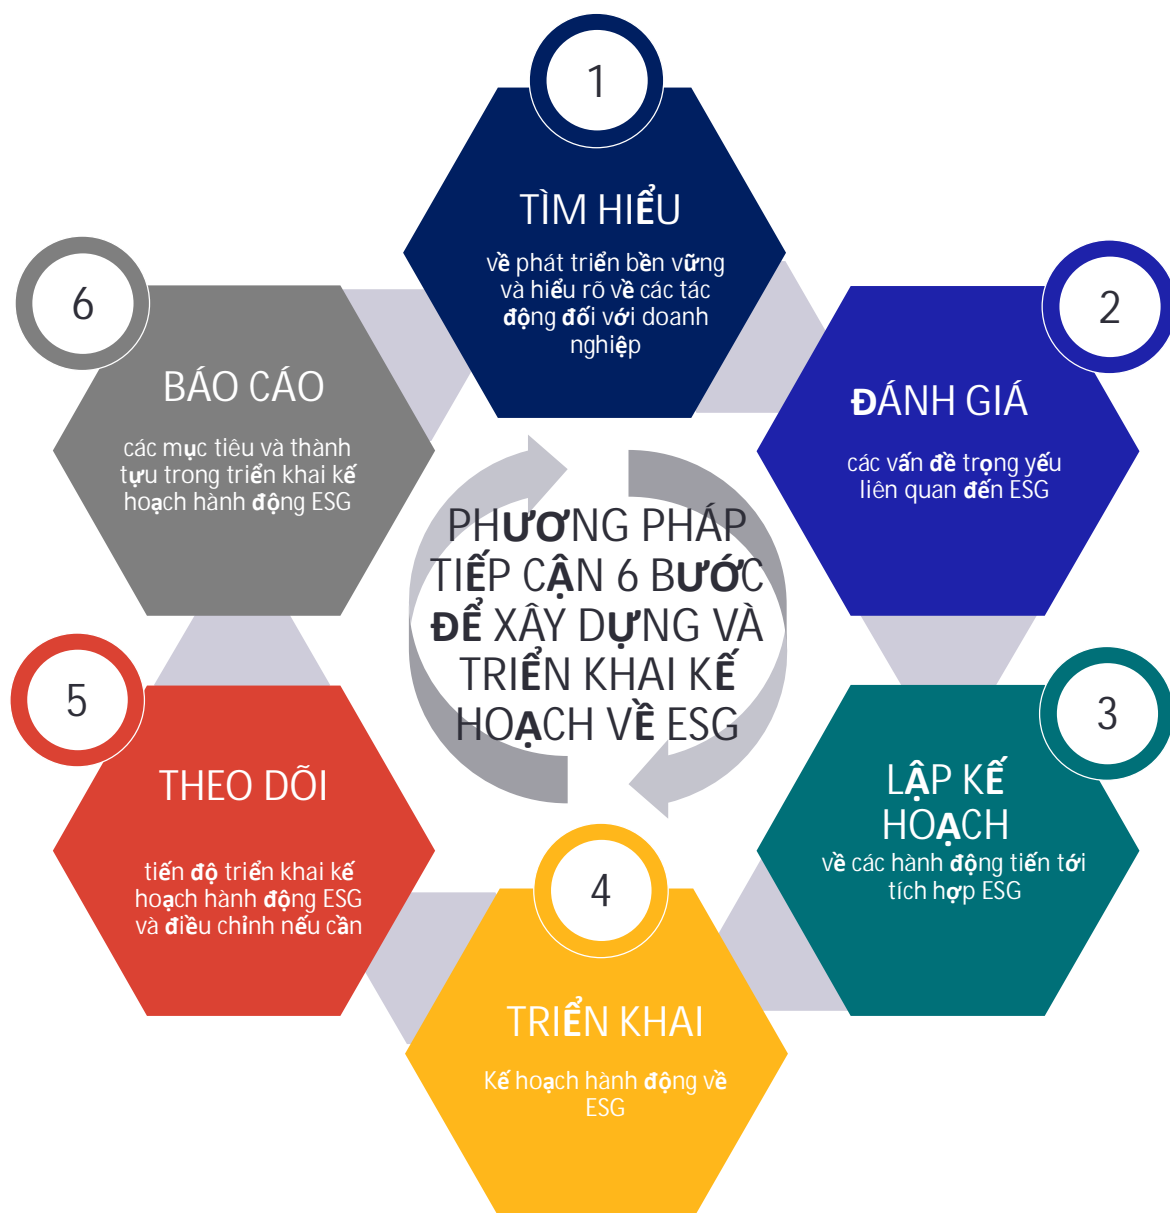 1
TÌM HIỂU
về phát triển bền vững
và hiểu rõ về các tác
động đối với doanh
nghiệp
2
ĐÁNH GIÁ
các vấn đề trọng yếu
liên quan đến ESG
3
LẬP KẾ
HOẠCH
về các hành động tiến tới
tích hợp ESG
4
TRIỂN KHAI
Kế hoạch hành động về
ESG
5
THEO DÕI
tiến độ triển khai kế
hoạch hành động ESG
và điều chỉnh nếu cần
6
BÁO CÁO
các mục tiêu và thành
tựu trong triển khai kế
hoạch hành động ESG
PHƯƠNG PHÁP
TIẾP CẬN 6 BƯỚC
ĐỂ XÂY DỰNG VÀ
TRIỂN KHAI KẾ
HOẠCH VỀ ESG